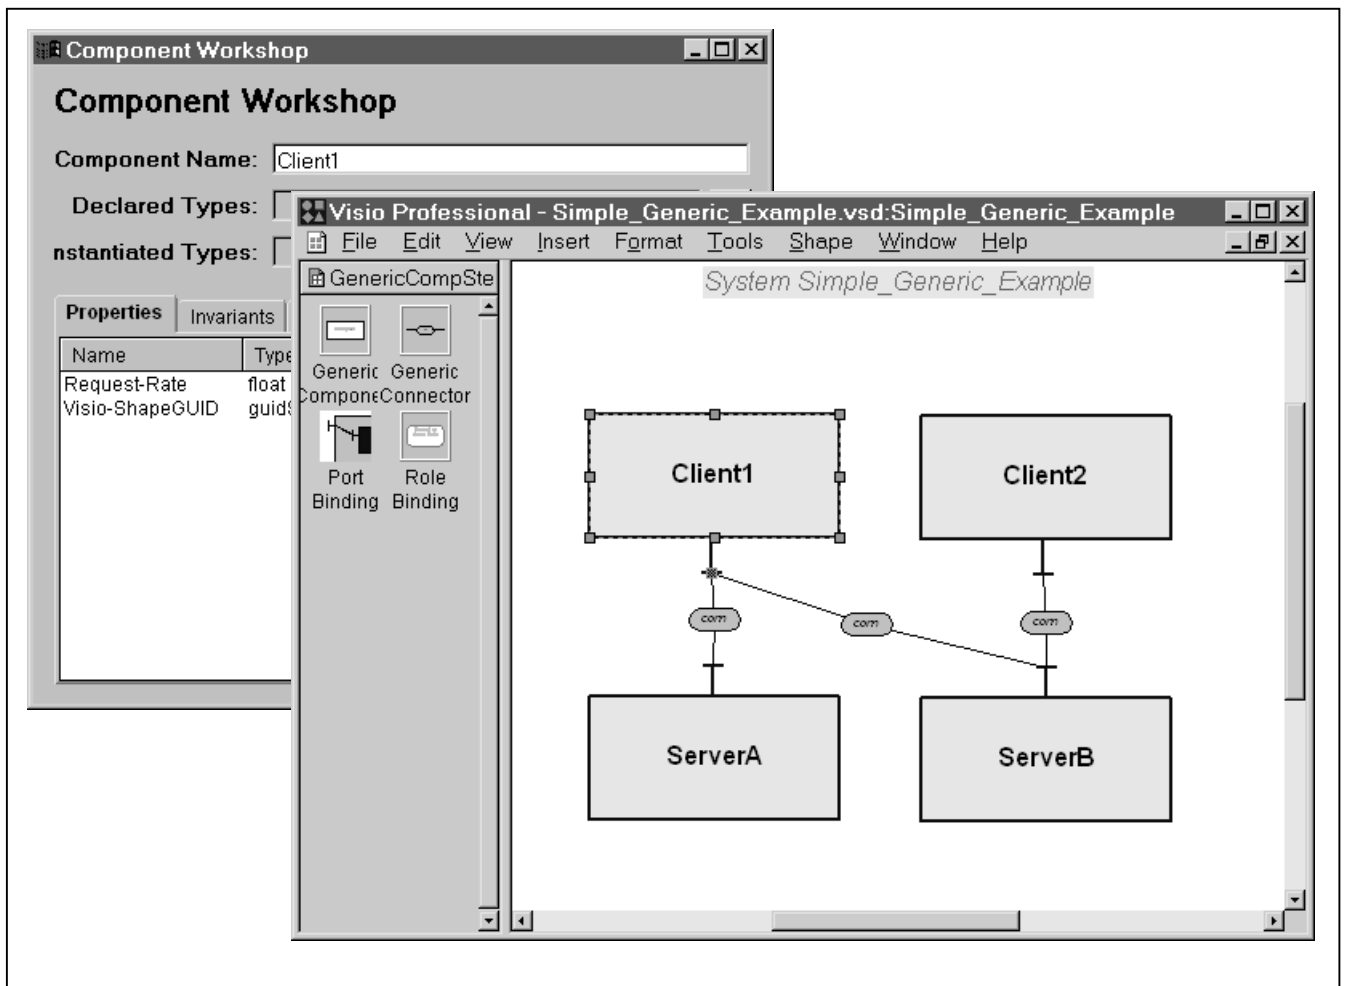 Component Workshop
Component Workshop
Component Name: Client1
Declared Types:
nstantiated Types:
Properties Invariants
Name Type
Request-Rate float
Visio-ShapeGUID guidS
Visio Professional - Simple_Generic_Example.vsd:Simple_Generic_Example
File Edit View Insert Format Tools Shape Window Help
GenericCompSte
Generic Generic
Compone Connector
Port Role
Binding Binding
System Simple_Generic_Example
Client1 Client2
com com com
ServerA ServerB